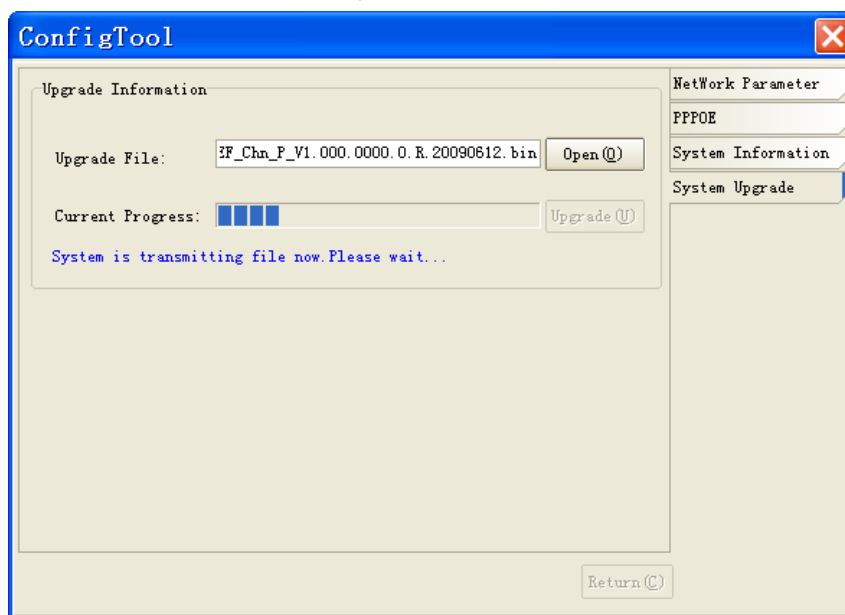 ConfigTool
Upgrade Information
Upgrade File:
F_Chn_P_V1.000.0000.0.R.20090612.bin
Open(O)
Current Progress:
Upgrade(U)
System is transmitting file now.Please wait...
NetWork Parameter
PPPOE
System Information
System Upgrade
Return(C)